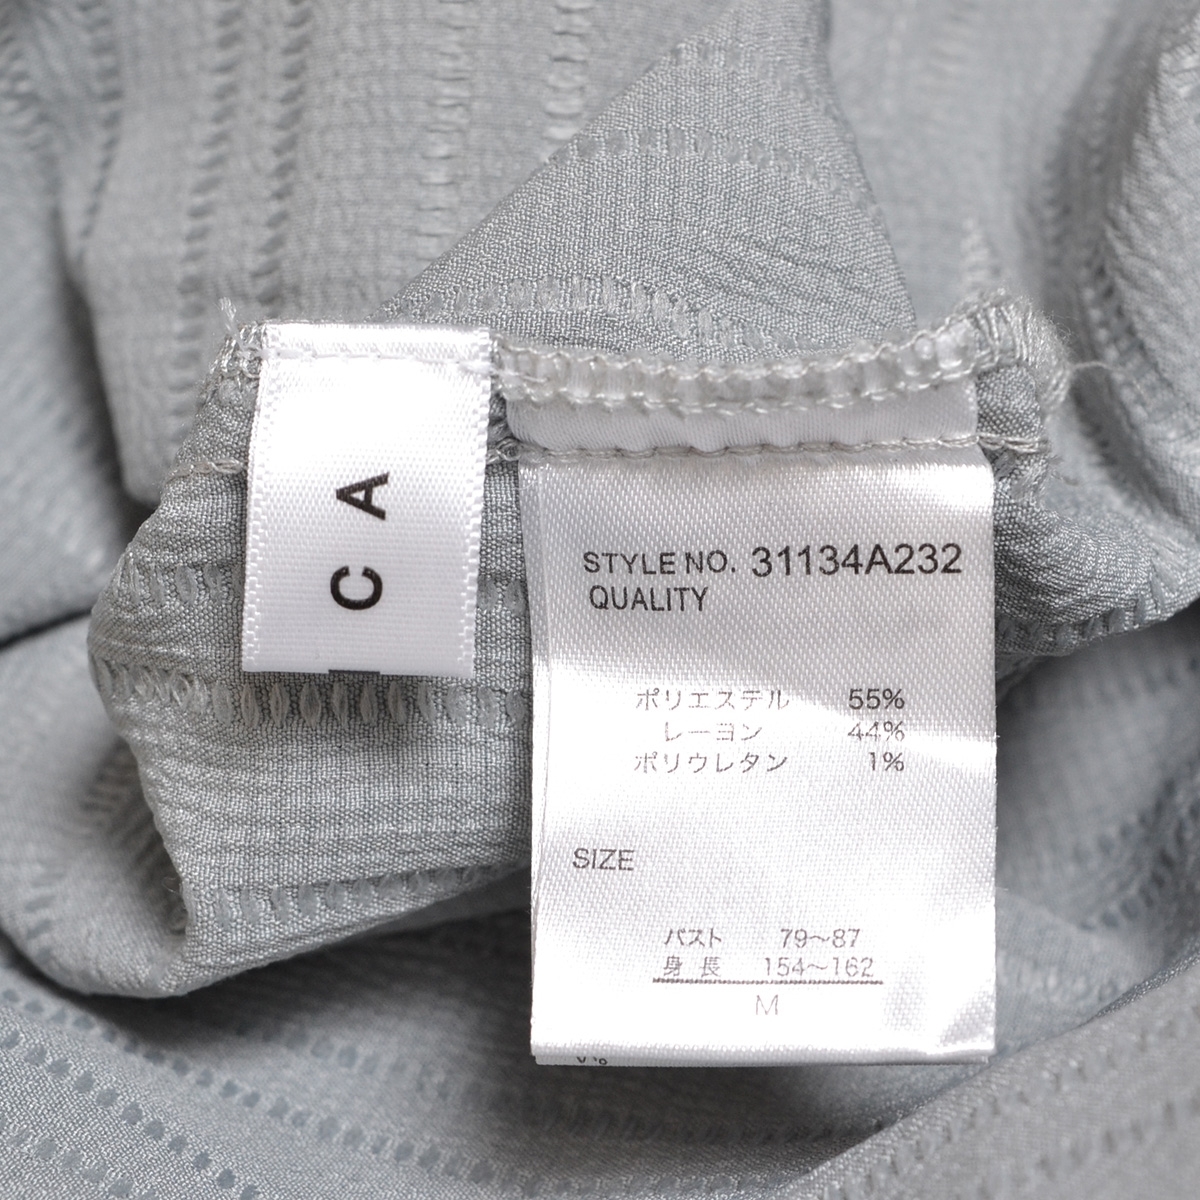 C A
STYLE NO. 31134A232
QUALITY
ポリエステル 55%
レーヨン 44%
ポリウレタン 1%
SIZE
バスト 79～87
身長 154～162
M